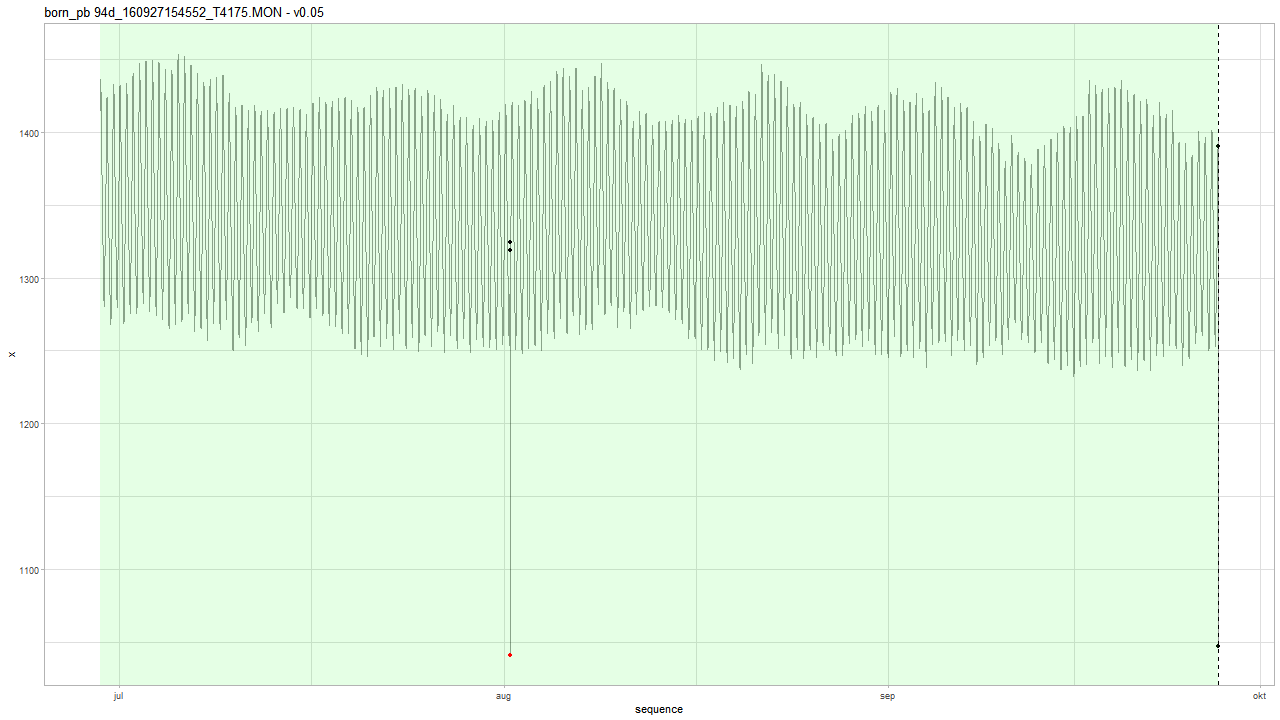 born_pb 94d_160927154552_T4175.MON - v0.05
1400
1300
1200
1100
x
jul
aug
sep
okt
sequence